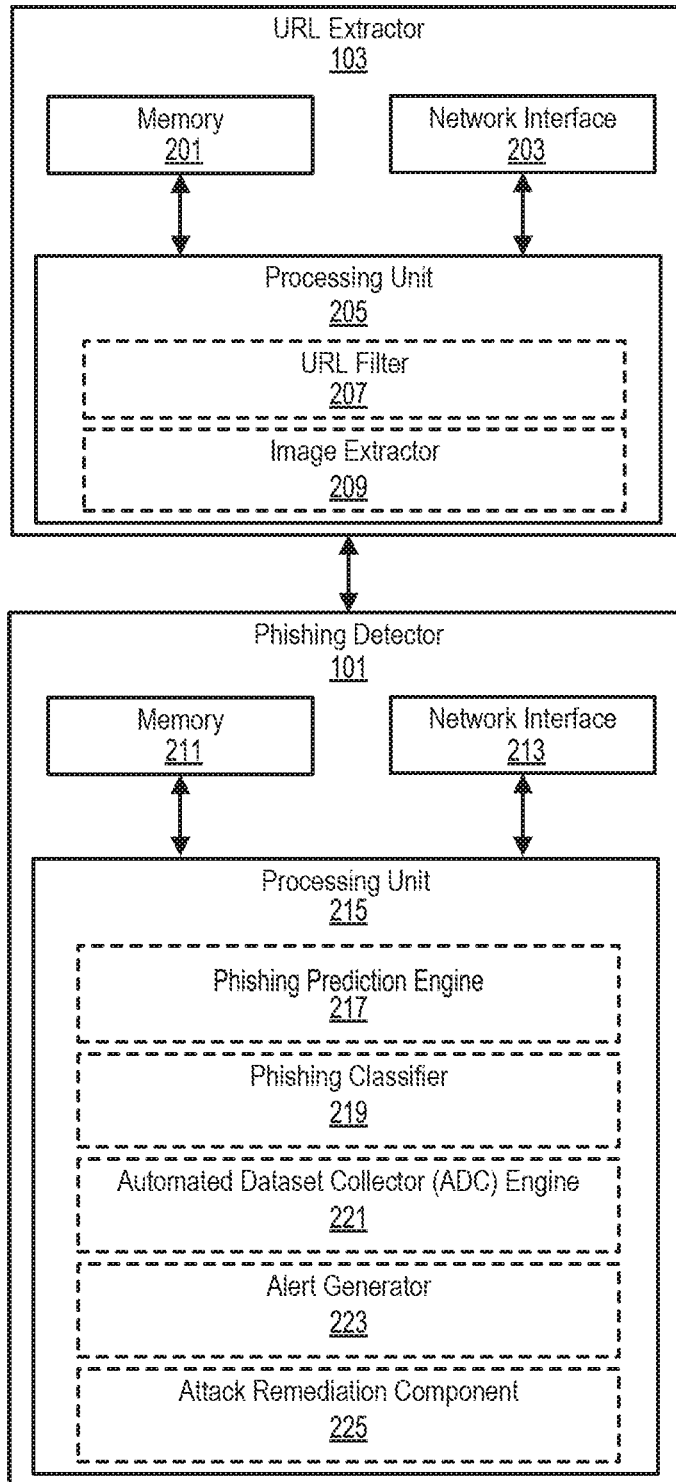 URL Extractor
103
Memory
201
Network Interface
203
Processing Unit
205
URL Filter
207
Image Extractor
209
Phishing Detector
101
Memory
211
Network Interface
213
Processing Unit
215
Phishing Prediction Engine
217
Phishing Classifier
219
Automated Dataset Collector (ADC) Engine
221
Alert Generator
223
Attack Remediation Component
225